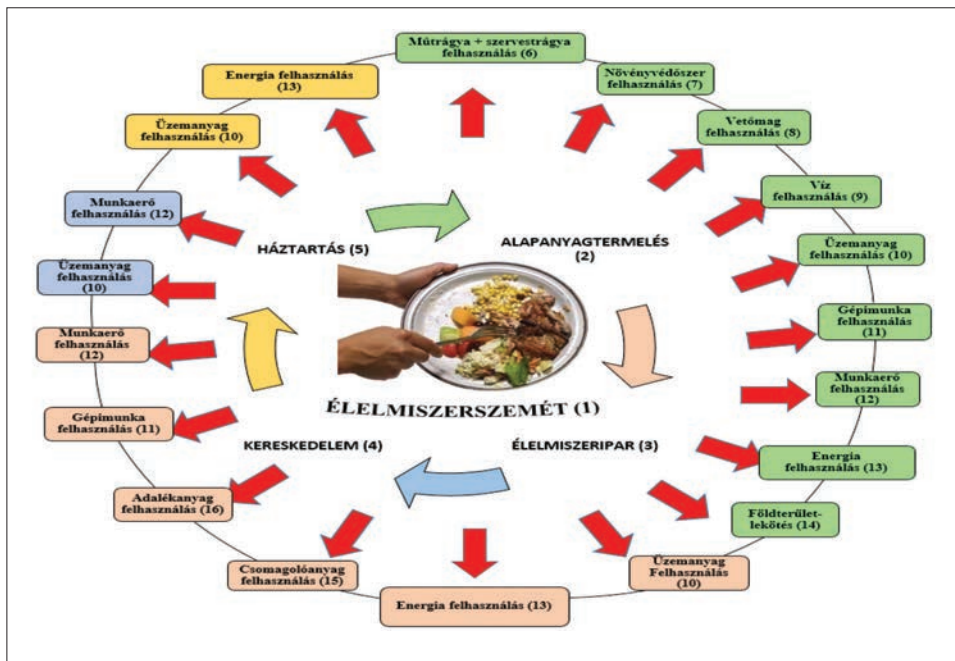 Műtrágya + szervestrágya
felhasználás (6)
Növényvédőszer
felhasználás (7)
Vetőmag
felhasználás (8)
Víz
felhasználás (9)
Üzemanyag
felhasználás
(10)
Gépimunka
felhasználás
(11)
Munkaerő
felhasználás
(12)
Energia
felhasználás (13)
Földterület-
lekötés (14)
Üzemanyag
Felhasználás
(10)
Energia felhasználás (13)
Csomagolóanyag
felhasználás (15)
Adalékanyag
felhasználás (16)
Gépimunka
felhasználás (11)
Munkaerő
felhasználás
(12)
Üzemanyag
felhasználás
(10)
Munkaerő
felhasználás (12)
Üzemanyag
felhasználás (10)
Energia felhasználás
(13)
HÁZTARTÁS (5)
ALAPANYAGTERMELÉS
(2)
ÉLELMISZERSZEMÉT (1)
KERESKEDELEM (4)
ÉLELMISZERIPAR (3)